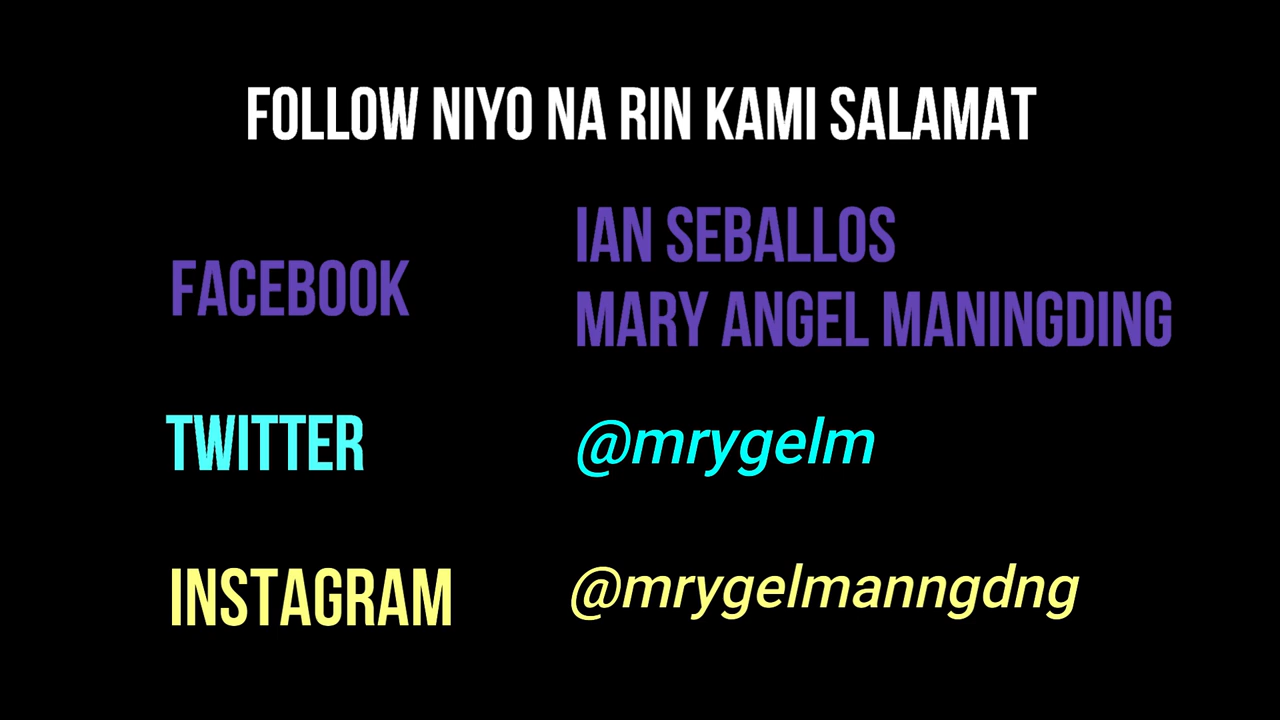 FOLLOW NIYO NA RIN KAMI SALAMAT
FACEBOOK
IAN SEBALLOS
MARY ANGEL MANINGDING
TWITTER @mrygelm
INSTAGRAM @mrygelmanngdng